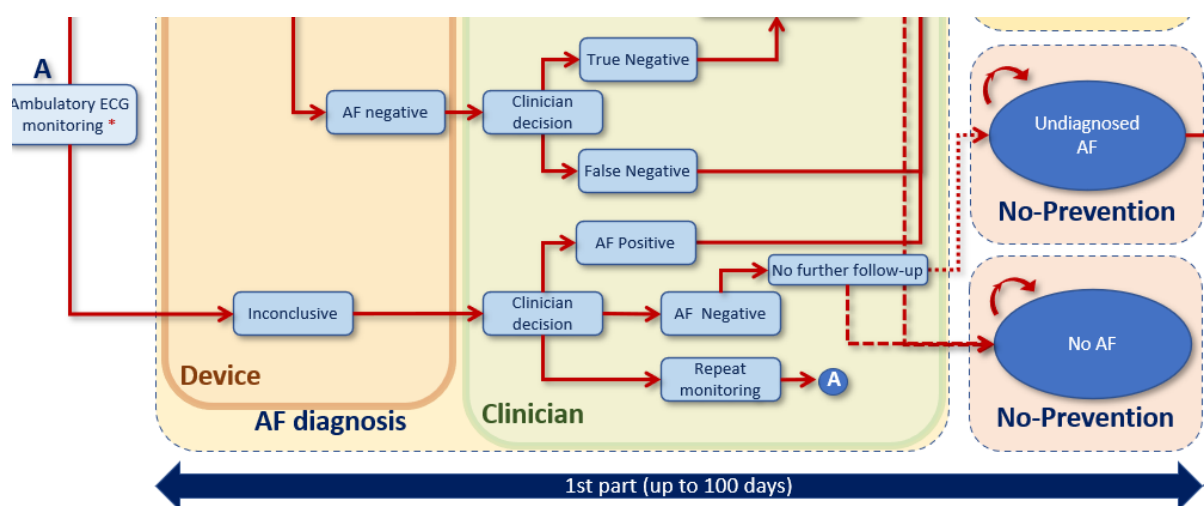 A
Ambulatory ECG
monitoring *
AF negative
Clinician
decision
True Negative
False Negative
Undiagnosed
AF
No-Prevention
AF Positive
No further follow-up
Inconclusive
Clinician
decision
AF Negative
Repeat
monitoring
A
No AF
No-Prevention
Device
Clinician
AF diagnosis
1st part (up to 100 days)